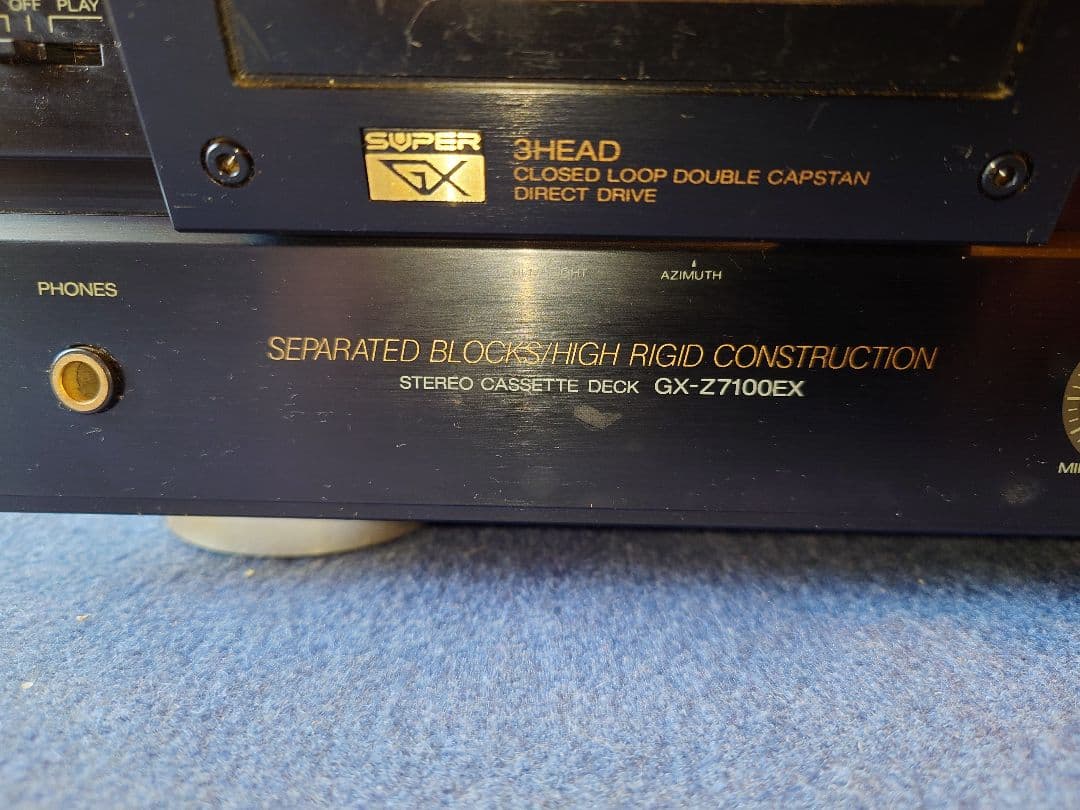 OFF PLAY
SUPER
GX
3HEAD
CLOSED LOOP DOUBLE CAPSTAN
DIRECT DRIVE
AZIMUTH
PHONES
SEPARATED BLOCKS/HIGH RIGID CONSTRUCTION
STEREO CASSETTE DECK GX-Z7100EX